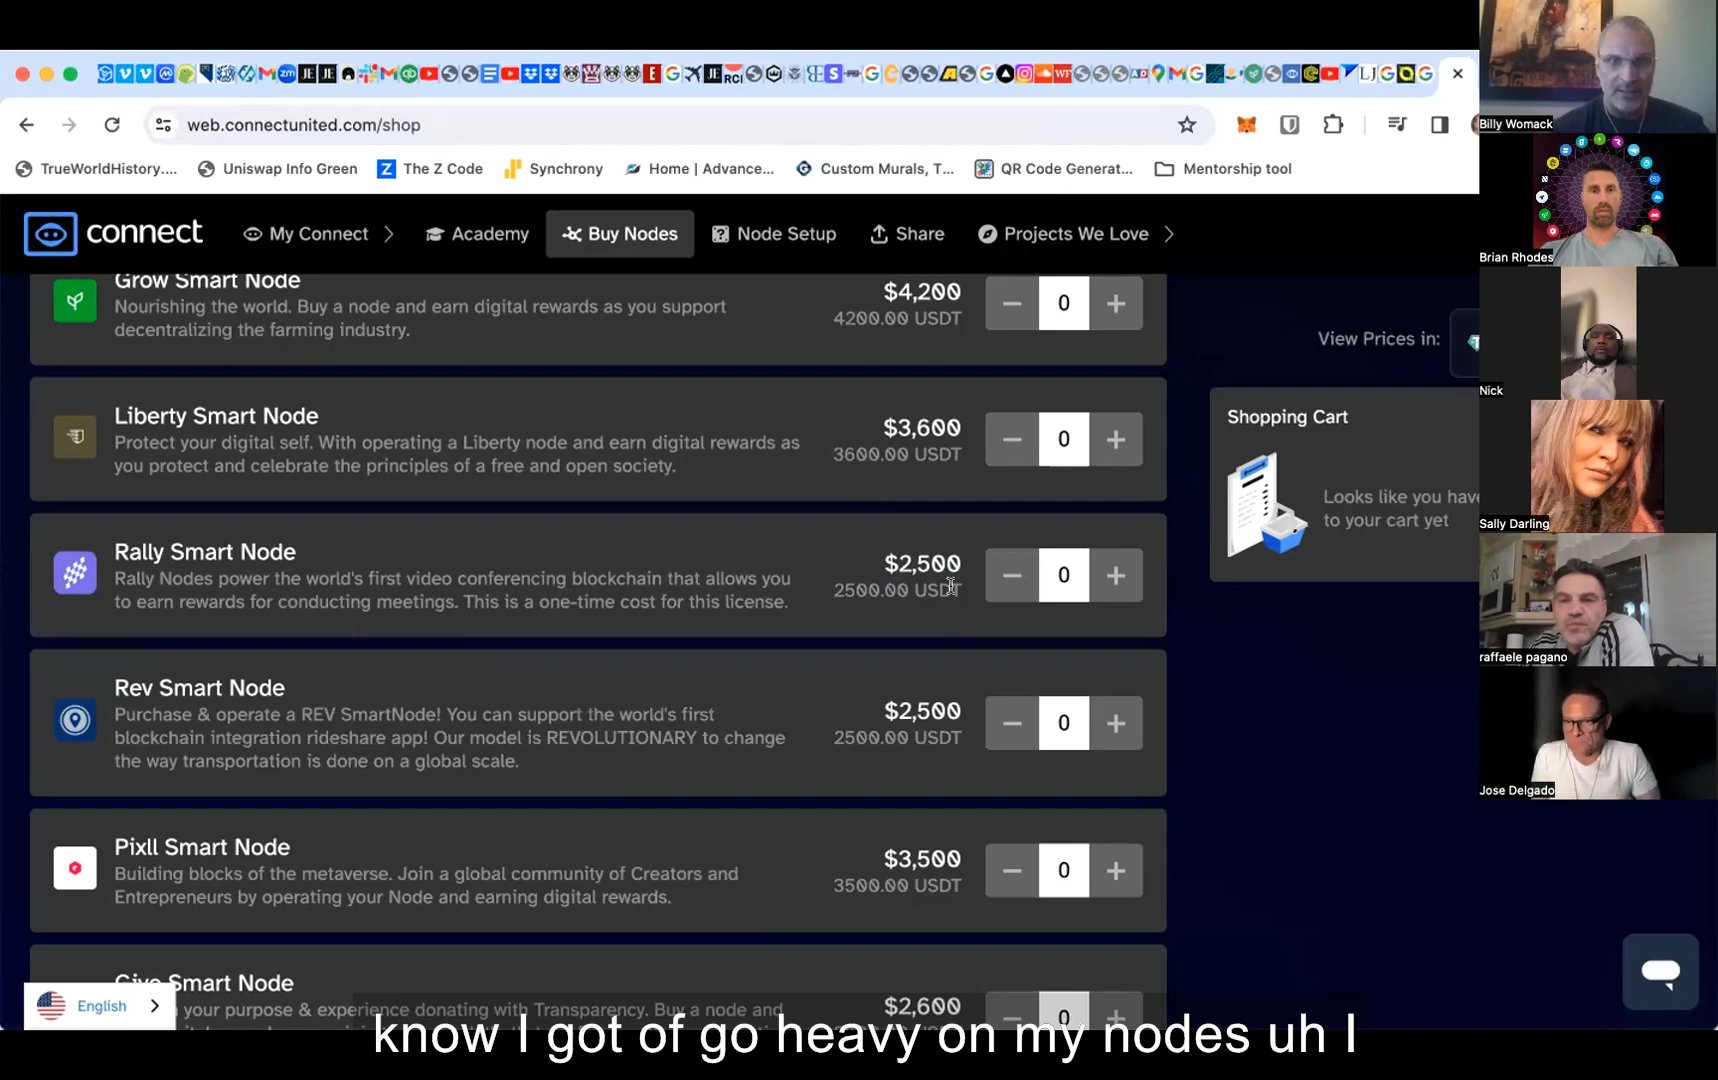 web.connectunited.com/shop
TrueWorldHistory....
Uniswap Info Green
The Z Code
Synchrony
Home | Advance...
Custom Murals, T...
QR Code Generat...
Mentorship tool
connect
My Connect
Academy
Buy Nodes
Node Setup
Share
Projects We Love
Grow Smart Node
Nourishing the world. Buy a node and earn digital rewards as you support
decentralizing the farming industry.
$4,200
4200.00 USDT
0
Liberty Smart Node
Protect your digital self. With operating a Liberty node and earn digital rewards as
you protect and celebrate the principles of a free and open society.
$3,600
3600.00 USDT
0
Rally Smart Node
Rally Nodes power the world's first video conferencing blockchain that allows you
to earn rewards for conducting meetings. This is a one-time cost for this license.
$2,500
2500.00 USDT
0
Rev Smart Node
Purchase & operate a REV SmartNode! You can support the world's first
blockchain integration rideshare app! Our model is REVOLUTIONARY to change
the way transportation is done on a global scale.
$2,500
2500.00 USDT
0
Pixll Smart Node
Building blocks of the metaverse. Join a global community of Creators and
Entrepreneurs by operating your Node and earning digital rewards.
$3,500
3500.00 USDT
0
Give Smart Node
your purpose & experience donating with Transparency. Buy a node and
$2,600
0
View Prices in:
Shopping Cart
Looks like you have
to your cart yet
English
know I got of go heavy on my nodes uh I
Billy Womack
Brian Rhodes
Nick
Sally Darling
raffaele pagano
Jose Delgado